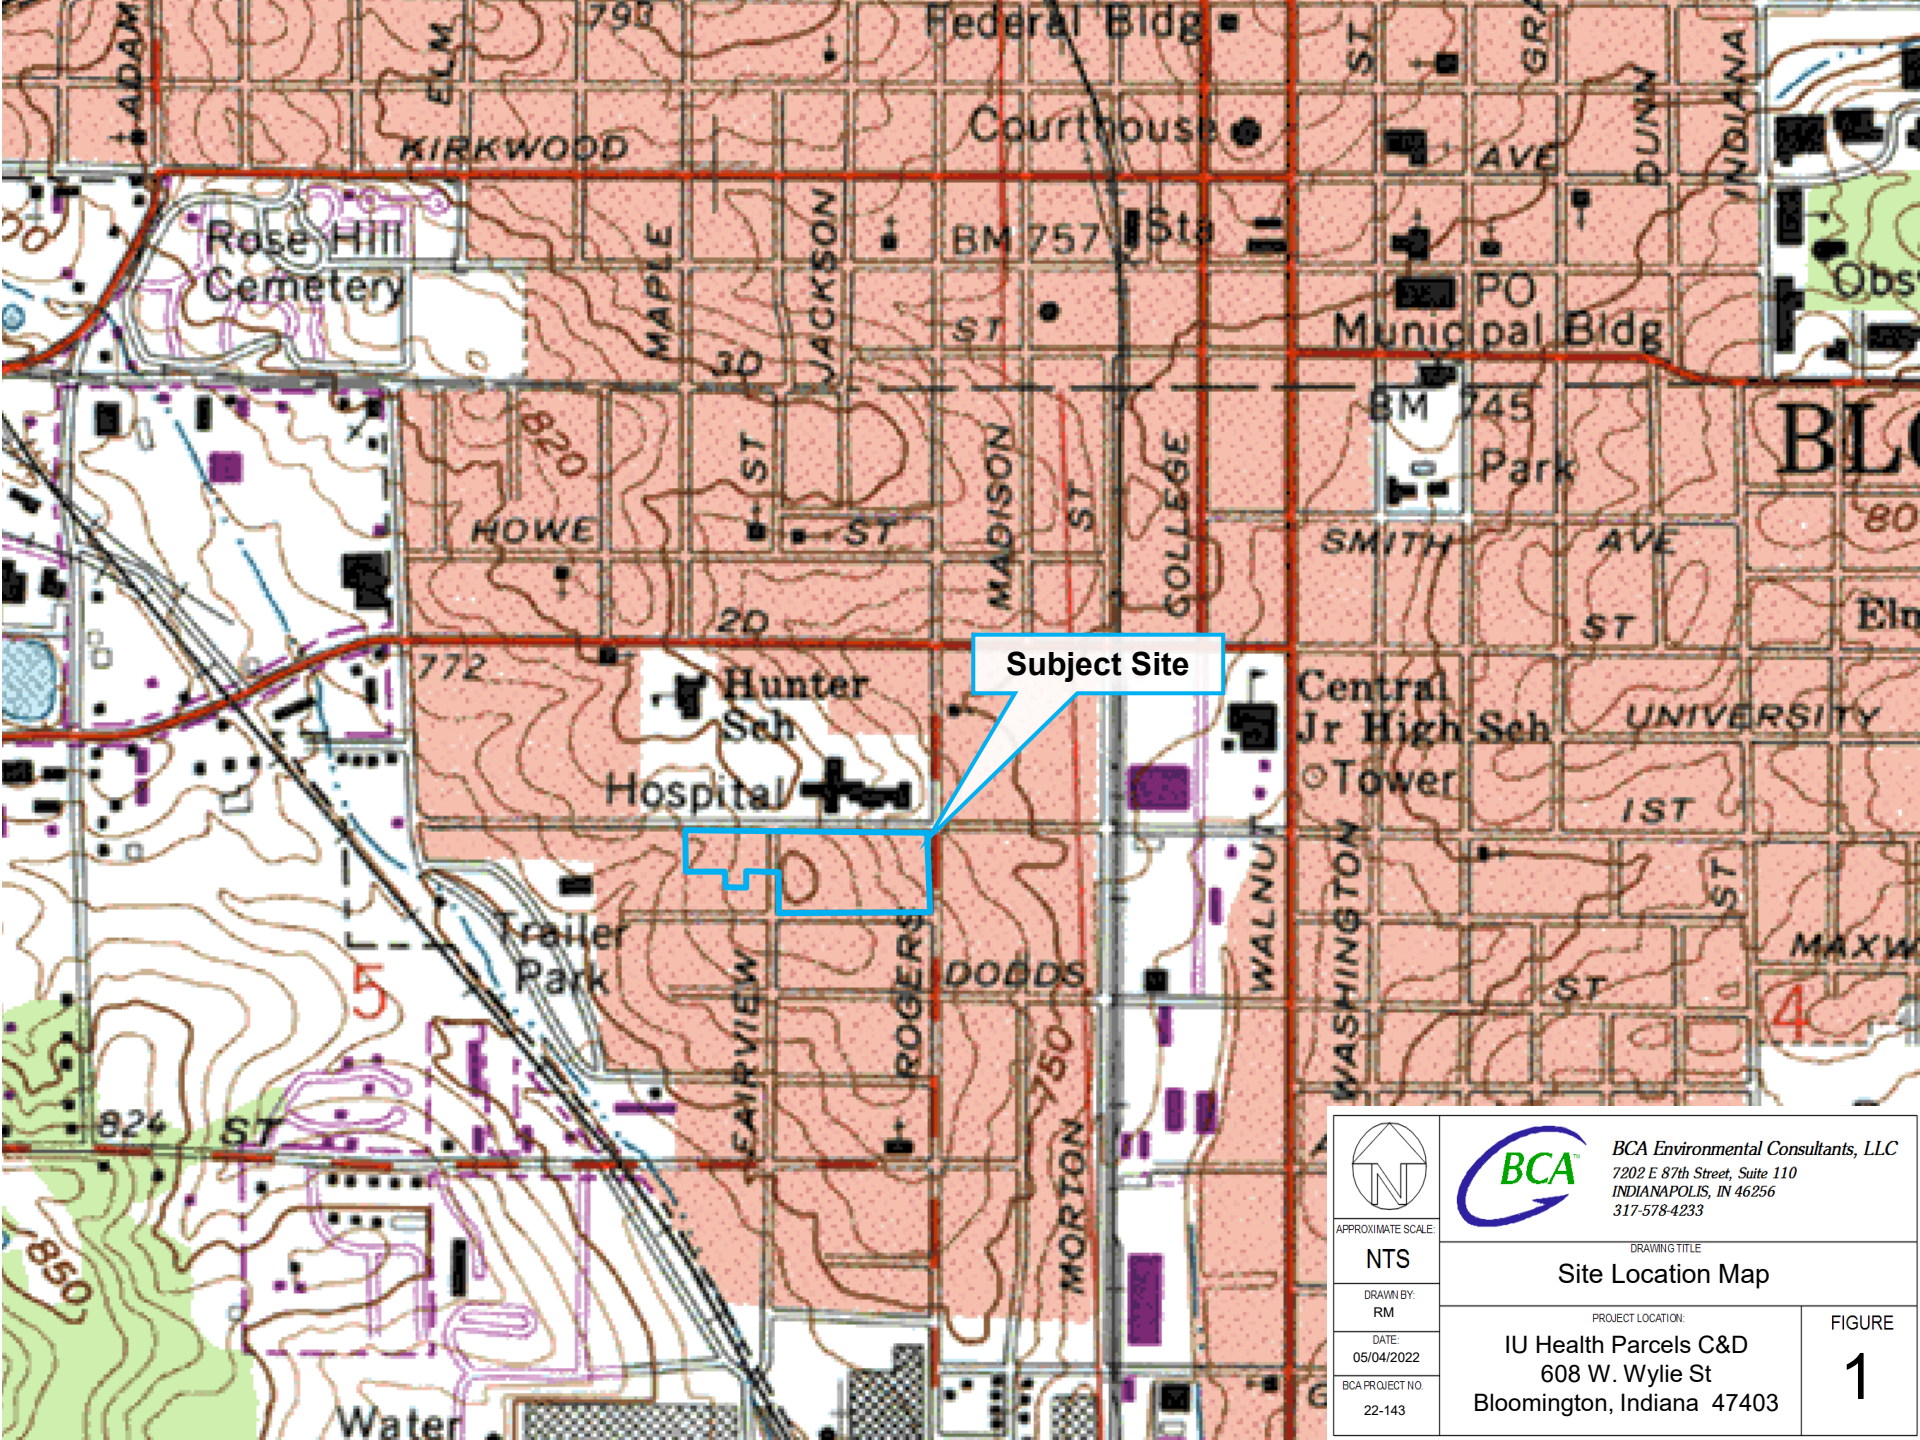 793
Federal Bldg
ADAM
ELM
ST
GRA
DUNN
INDIANA
Courthouse
KIRKWOOD
AVE
Rose Hill
Cemetery
MAPLE
JACKSON
BM 757
Sta
PO
Obs
ST
Municipal Bldg
3D
BM 745
BLO
820
ST
MADISON
ST
COLLEGE
Park
HOWE
ST
SMITH
AVE
80
2D
ST
Elm
772
Subject Site
Hunter
Sch
Central
Jr High Sch
UNIVERSITY
Hospital
Tower
1ST
WALNUT
WASHINGTON
ST
Trailer
Park
FAIRVIEW
ROGERS
DODDS
MAXW
5
ST
4
750
824
ST
MORTON
850
Water
N
BCA
BCA Environmental Consultants, LLC
7202 E 87th Street, Suite 110
INDIANAPOLIS, IN 46256
317-578-4233
APPROXIMATE SCALE:
NTS
DRAWING TITLE
Site Location Map
DRAWN BY:
RM
DATE:
05/04/2022
BCA PROJECT NO.
22-143
PROJECT LOCATION:
IU Health Parcels C&D
608 W. Wylie St
Bloomington, Indiana 47403
FIGURE
1